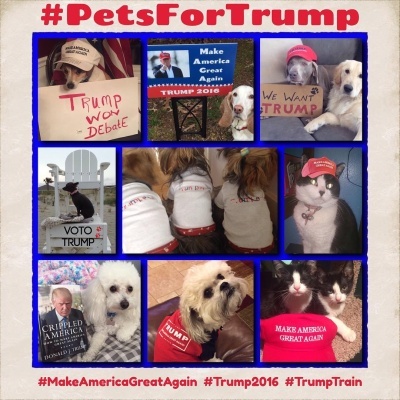 #PetsForTrump
MAKE AMERICA
GREAT AGAIN
TRUMP
WON
DEbate
Make
America
Great
Again
TRUMP 2016
WE WANT
TRUMP
VOTO
TRUMP
CRIPPLED
AMERICA
DONALD J. TRUMP
TRUMP
MAKE AMERICA
GREAT AGAIN
#MakeAmericaGreatAgain #Trump2016 #TrumpTrain